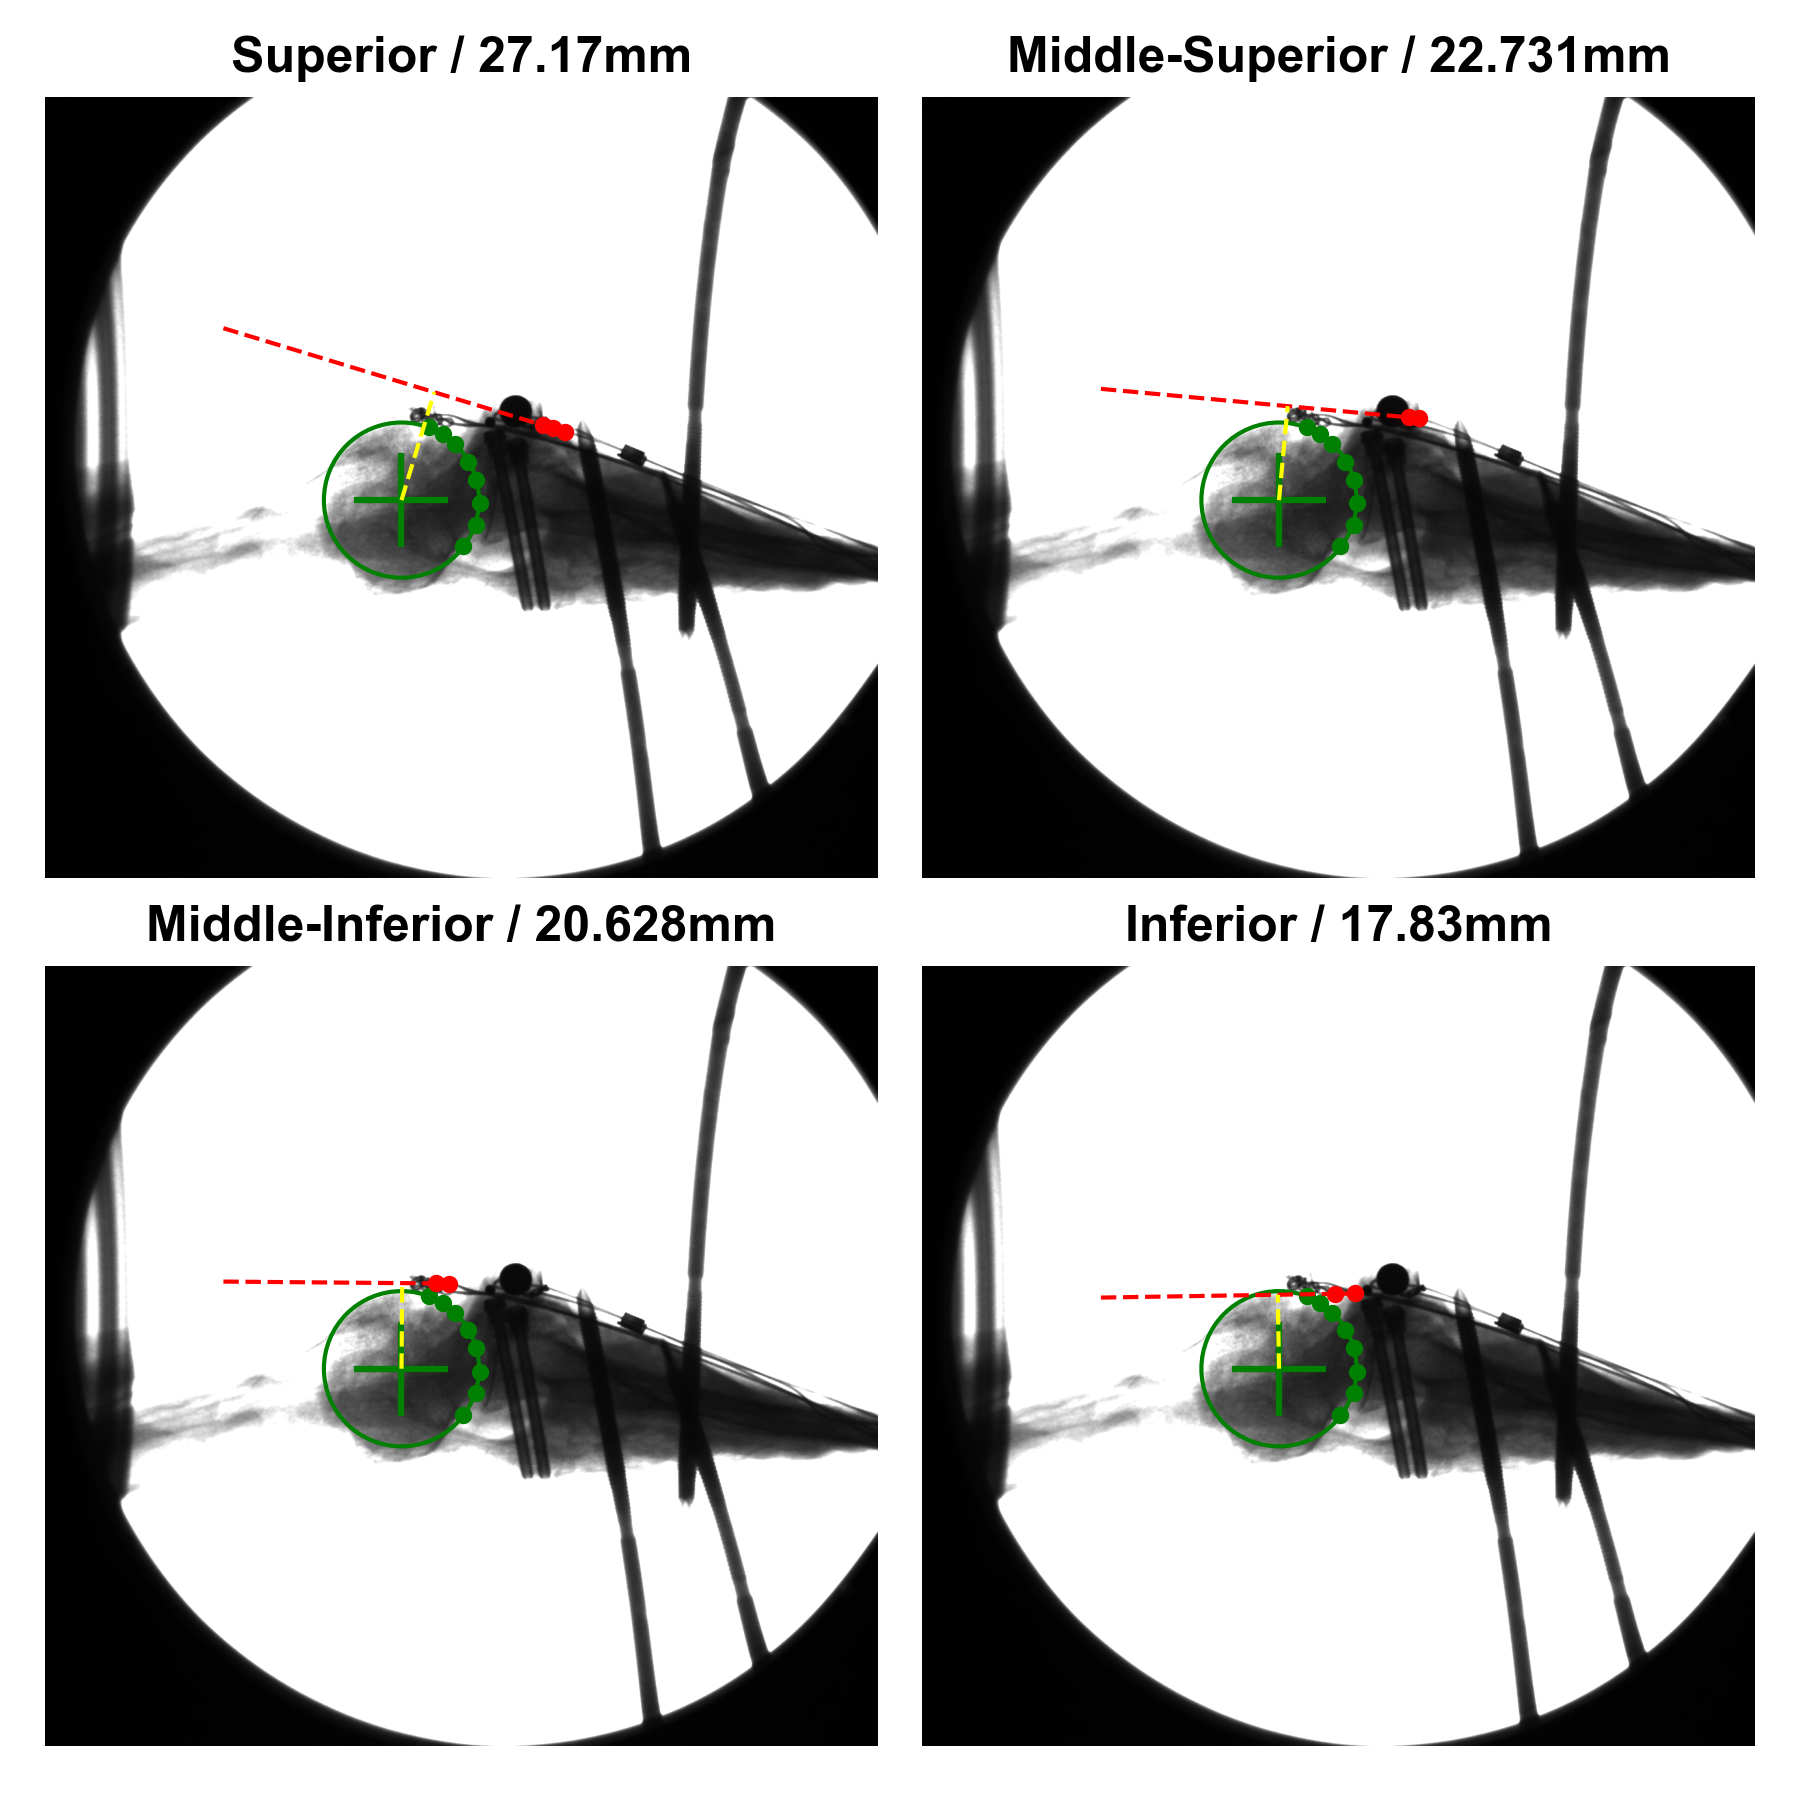 Superior / 27.17mm
Middle-Superior / 22.731mm
Middle-Inferior / 20.628mm
Inferior / 17.83mm